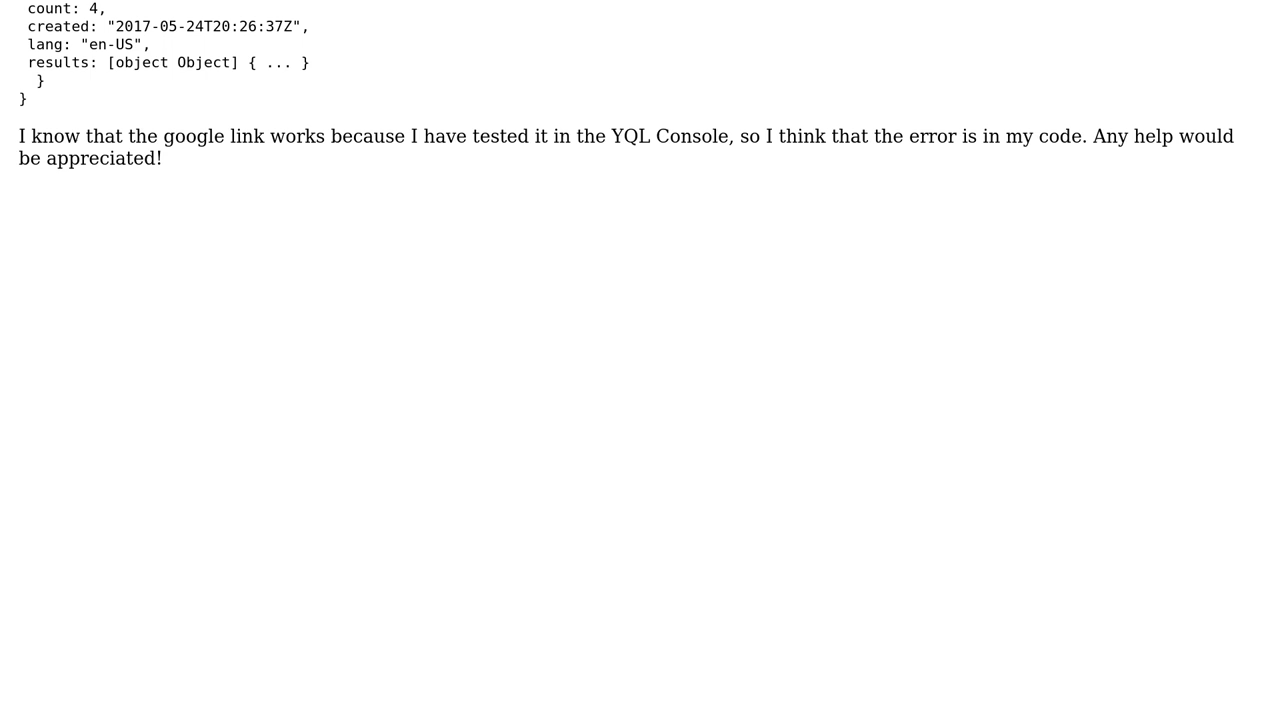 count: 4,
created: "2017-05-24T20:26:37Z",
lang: "en-US",
results: [object Object] { ... }
}
}
I know that the google link works because I have tested it in the YQL Console, so I think that the error is in my code. Any help would
be appreciated!